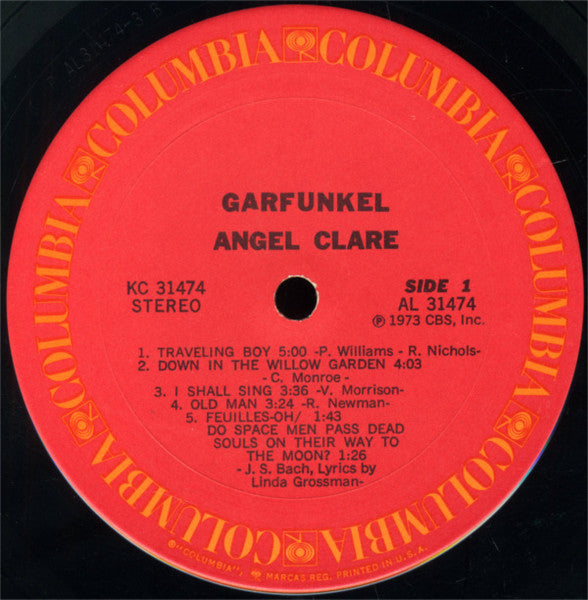 COLUMBIA COLUMBIA COLUMBIA COLUMBIA COLUMBIA COLUMBIA
GARFUNKEL
ANGEL CLARE
KC 31474
STEREO
SIDE 1
AL 31474
℗ 1973 CBS, Inc.
1. TRAVELING BOY 5:00 -P. Williams - R. Nichols-
2. DOWN IN THE WILLOW GARDEN 4:03
- C. Monroe -
3. I SHALL SING 3:36 -V. Morrison-
4. OLD MAN 3:24 -R. Newman-
5. FEUILLES-OH/ 1:43
DO SPACE MEN PASS DEAD
SOULS ON THEIR WAY TO
THE MOON? 1:26
-J. S. Bach, Lyrics by
Linda Grossman-
®"COLUMBIA", MARCAS REG. PRINTED IN U.S.A.